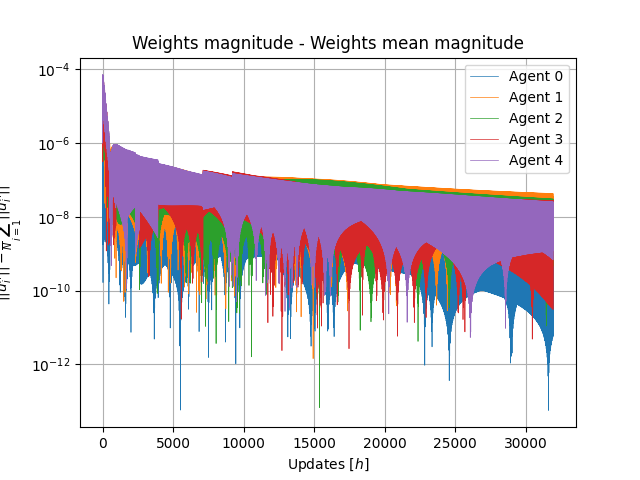 Weights magnitude - Weights mean magnitude
10⁻⁴
10⁻⁶
10⁻⁸
10⁻¹⁰
10⁻¹²
0
5000
10000
15000
20000
25000
30000
Updates [h]
Agent 0
Agent 1
Agent 2
Agent 3
Agent 4